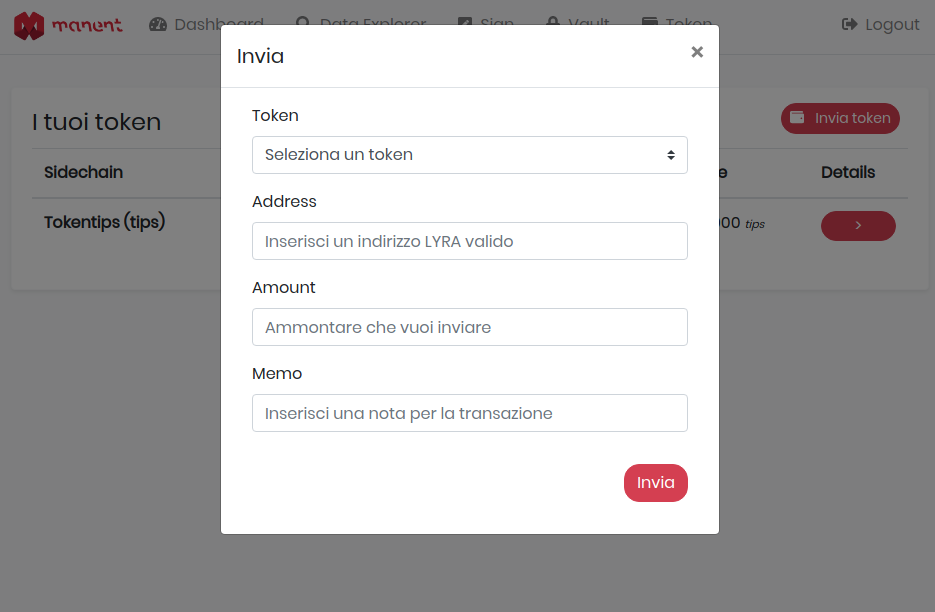 manent Dashboard Data Explorer Sign Vault Token Logout
Invia ×
I tuoi token
Invia token
Token
Seleziona un token
Sidechain
Details
Address
Tokentips (tips)
tips
Inserisci un indirizzo LYRA valido
Amount
Ammontare che vuoi inviare
Memo
Inserisci una nota per la transazione
Invia